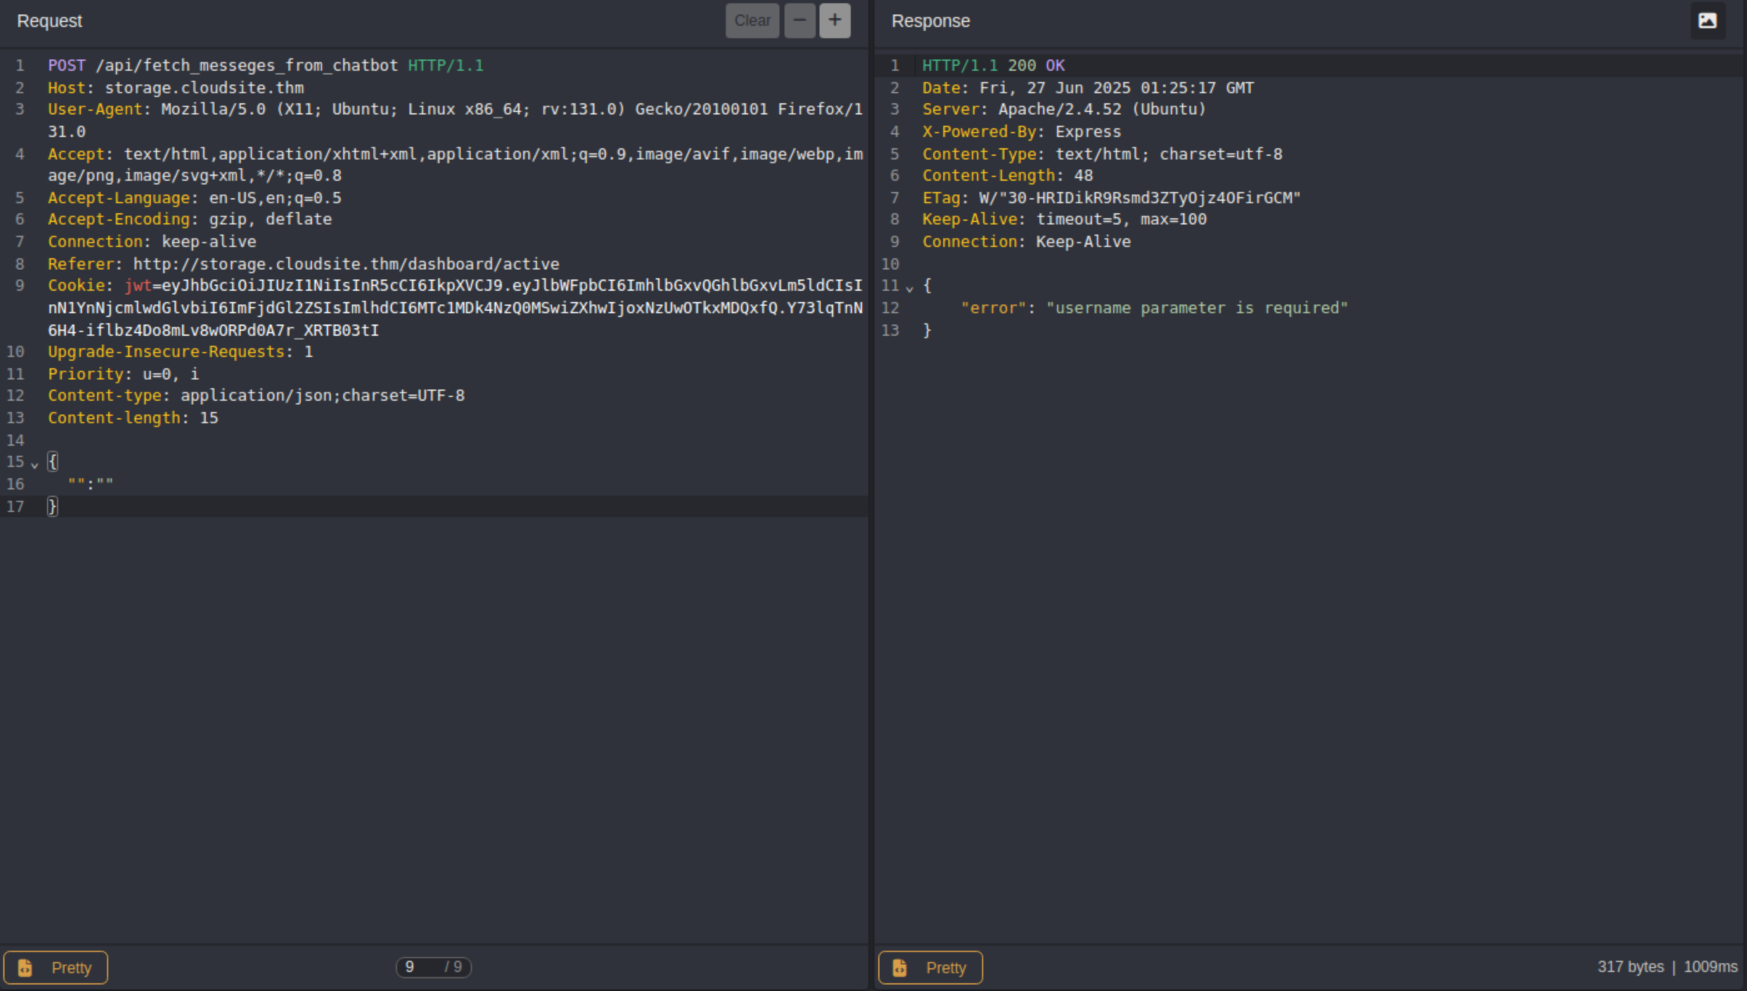 Request
Clear
−
+
1 POST /api/fetch_messeges_from_chatbot HTTP/1.1
2 Host: storage.cloudsite.thm
3 User-Agent: Mozilla/5.0 (X11; Ubuntu; Linux x86_64; rv:131.0) Gecko/20100101 Firefox/1
31.0
4 Accept: text/html,application/xhtml+xml,application/xml;q=0.9,image/avif,image/webp,im
age/png,image/svg+xml,*/*;q=0.8
5 Accept-Language: en-US,en;q=0.5
6 Accept-Encoding: gzip, deflate
7 Connection: keep-alive
8 Referer: http://storage.cloudsite.thm/dashboard/active
9 Cookie: jwt=eyJhbGciOiJIUzI1NiIsInR5cCI6IkpXVCJ9.eyJlbWFpbCI6ImhlbGxvQGhlbGxvLm5ldCIsI
nN1YnNjcmlwdGlvbiI6ImFjdGl2ZSIsImlhdCI6MTc1MDk4NzQ0MSwiZXhwIjoxNzUwOTkxMDQxfQ.Y73lqTnN
6H4-iflbz4Do8mLv8wORPd0A7r_XRTB03tI
10 Upgrade-Insecure-Requests: 1
11 Priority: u=0, i
12 Content-type: application/json;charset=UTF-8
13 Content-length: 15
14
15 {
16 "":""
17 }
Pretty
9 / 9
Response
1 HTTP/1.1 200 OK
2 Date: Fri, 27 Jun 2025 01:25:17 GMT
3 Server: Apache/2.4.52 (Ubuntu)
4 X-Powered-By: Express
5 Content-Type: text/html; charset=utf-8
6 Content-Length: 48
7 ETag: W/"30-HRIDikR9Rsmd3ZTyOjz4OFirGCM"
8 Keep-Alive: timeout=5, max=100
9 Connection: Keep-Alive
10
11 {
12 "error": "username parameter is required"
13 }
Pretty
317 bytes | 1009ms